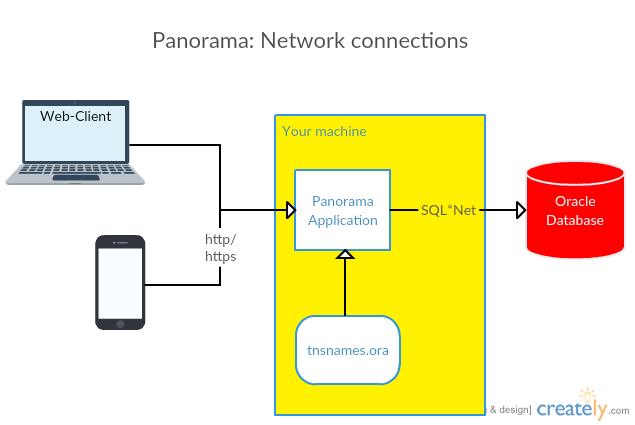 Panorama: Network connections
Web-Client
Your machine
Panorama
Application
SQL*Net
Oracle
Database
http/
https
tnsnames.ora
& design]
creately.com